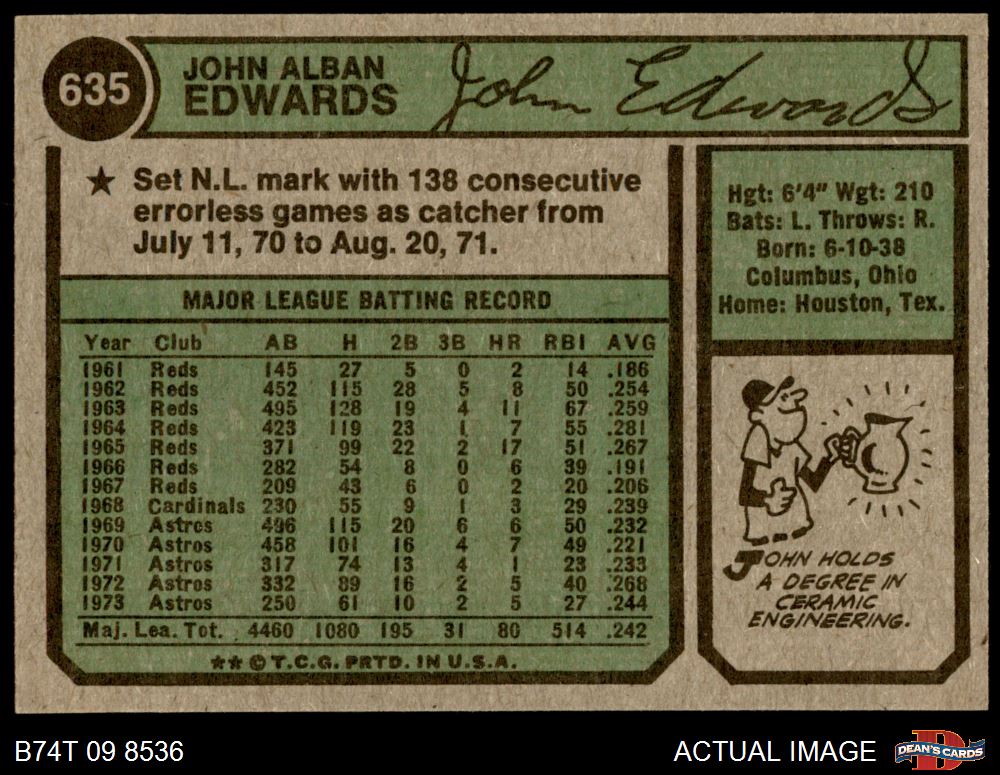 635
JOHN ALBAN
EDWARDS
John Edwards
★ Set N.L. mark with 138 consecutive
errorless games as catcher from
July 11, 70 to Aug. 20, 71.
Hgt: 6'4" Wgt: 210
Bats: L. Throws: R.
Born: 6-10-38
Columbus, Ohio
Home: Houston, Tex.
MAJOR LEAGUE BATTING RECORD
Year Club AB H 2B 3B HR RBI AVG
1961 Reds 145 27 5 0 2 14 .186
1962 Reds 452 115 28 5 8 50 .254
1963 Reds 495 128 19 4 11 67 .259
1964 Reds 423 119 23 1 7 55 .281
1965 Reds 371 99 22 2 17 51 .267
1966 Reds 282 54 8 0 6 39 .191
1967 Reds 209 43 6 0 2 20 .206
1968 Cardinals 230 55 9 1 3 29 .239
1969 Astros 496 115 20 6 6 50 .232
1970 Astros 458 101 16 4 7 49 .221
1971 Astros 317 74 13 4 1 23 .233
1972 Astros 332 89 16 2 5 40 .268
1973 Astros 250 61 10 2 5 27 .244
Maj. Lea. Tot. 4460 1080 195 31 80 514 .242
★★ © T.C.G. PRTD. IN U.S.A.
JOHN HOLDS
A DEGREE IN
CERAMIC
ENGINEERING.
B74T 09 8536
ACTUAL IMAGE
D
DEAN'S CARDS